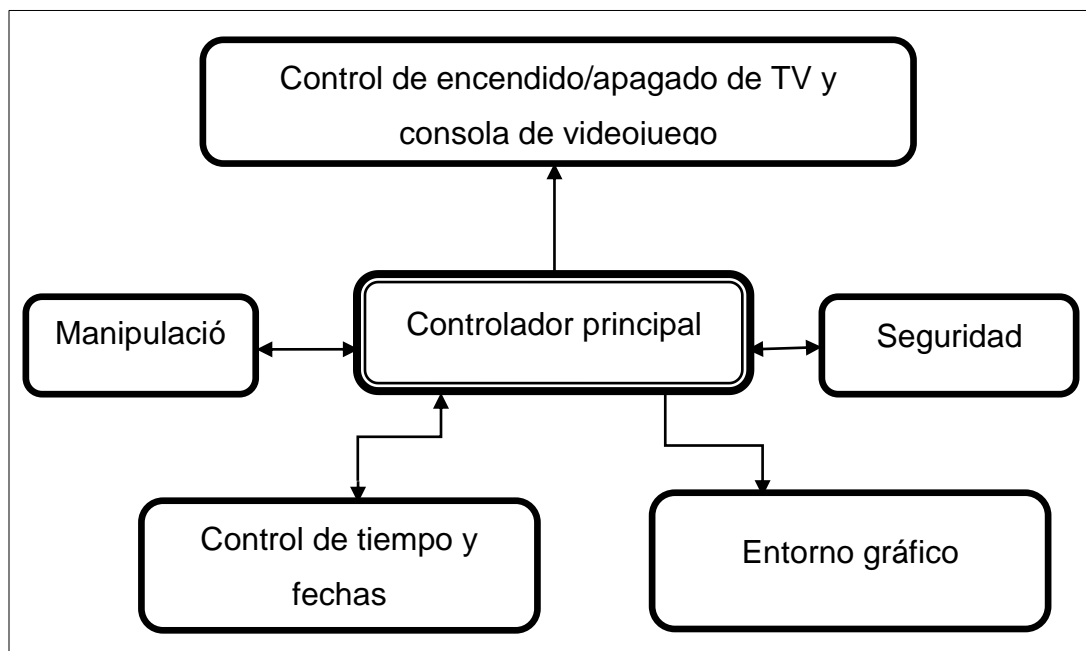 Control de encendido/apagado de TV y
consola de videojuego
Manipulació
Controlador principal
Seguridad
Control de tiempo y
fechas
Entorno gráfico